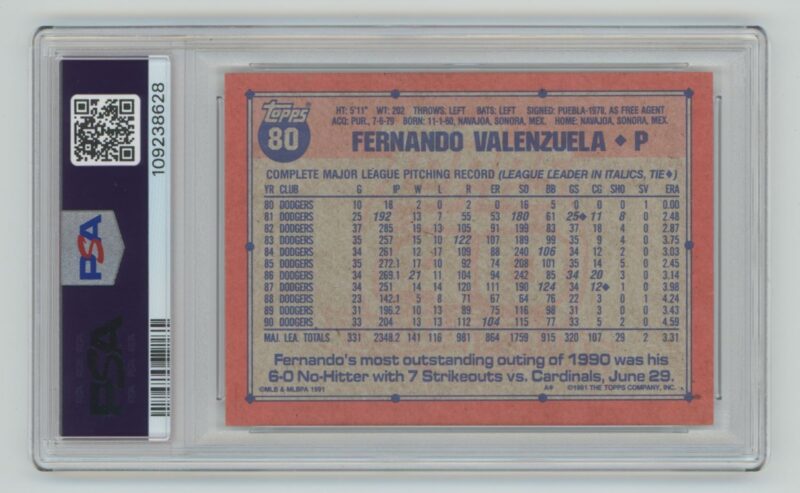 PSA
109238628
PSA
Topps
80
HT: 5'11" WT: 202 THROWS: LEFT BATS: LEFT SIGNED: PUEBLA-1978, AS FREE AGENT
ACQ: PUR., 7-6-79 BORN: 11-1-60, NAVAJOA, SONORA, MEX. HOME: NAVAJOA, SONORA, MEX.
FERNANDO VALENZUELA ♦ P
COMPLETE MAJOR LEAGUE PITCHING RECORD (LEAGUE LEADER IN ITALICS, TIE♦)
YR CLUB G IP W L R ER SO BB GS CG SHO SV ERA
80 DODGERS 10 18 2 0 2 0 16 5 0 0 0 1 0.00
81 DODGERS 25 192 13 7 55 53 180 61 25♦ 11 8 0 2.48
82 DODGERS 37 285 19 13 105 91 199 83 37 18 4 0 2.87
83 DODGERS 35 257 15 10 122 107 189 99 35 9 4 0 3.75
84 DODGERS 34 261 12 17 109 88 240 106 34 12 2 0 3.03
85 DODGERS 35 272.1 17 10 92 74 208 101 35 14 5 0 2.45
86 DODGERS 34 269.1 21 11 104 94 242 85 34 20 3 0 3.14
87 DODGERS 34 251 14 14 120 111 190 124 34 12♦ 1 0 3.98
88 DODGERS 23 142.1 5 8 71 67 64 76 22 3 0 1 4.24
89 DODGERS 31 196.2 10 13 89 75 116 98 31 3 0 0 3.43
90 DODGERS 33 204 13 13 112 104 115 77 33 5 2 0 4.59
MAJ. LEA. TOTALS 331 2348.2 141 116 981 864 1759 915 320 107 29 2 3.31
Fernando's most outstanding outing of 1990 was his
6-0 No-Hitter with 7 Strikeouts vs. Cardinals, June 29.
©MLB & MLBPA 1991 A* ©1991 THE TOPPS COMPANY, INC.